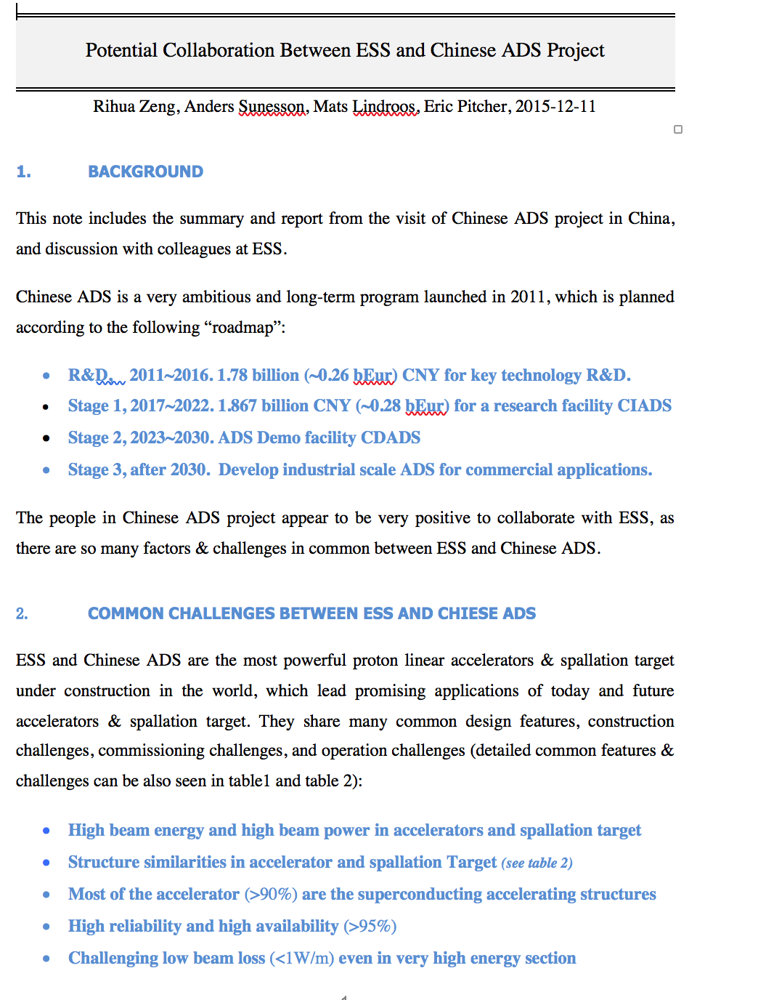 Potential Collaboration Between ESS and Chinese ADS Project
Rihua Zeng, Anders Sunesson, Mats Lindroos, Eric Pitcher, 2015-12-11
1. BACKGROUND
This note includes the summary and report from the visit of Chinese ADS project in China,
and discussion with colleagues at ESS.
Chinese ADS is a very ambitious and long-term program launched in 2011, which is planned
according to the following “roadmap”:
• R&D., 2011~2016. 1.78 billion (~0.26 bEur) CNY for key technology R&D.
• Stage 1, 2017~2022. 1.867 billion CNY (~0.28 bEur) for a research facility CIADS
• Stage 2, 2023~2030. ADS Demo facility CDADS
• Stage 3, after 2030. Develop industrial scale ADS for commercial applications.
The people in Chinese ADS project appear to be very positive to collaborate with ESS, as
there are so many factors & challenges in common between ESS and Chinese ADS.
2. COMMON CHALLENGES BETWEEN ESS AND CHIESE ADS
ESS and Chinese ADS are the most powerful proton linear accelerators & spallation target
under construction in the world, which lead promising applications of today and future
accelerators & spallation target. They share many common design features, construction
challenges, commissioning challenges, and operation challenges (detailed common features &
challenges can be also seen in table1 and table 2):
• High beam energy and high beam power in accelerators and spallation target
• Structure similarities in accelerator and spallation Target (see table 2)
• Most of the accelerator (>90%) are the superconducting accelerating structures
• High reliability and high availability (>95%)
• Challenging low beam loss (<1W/m) even in very high energy section